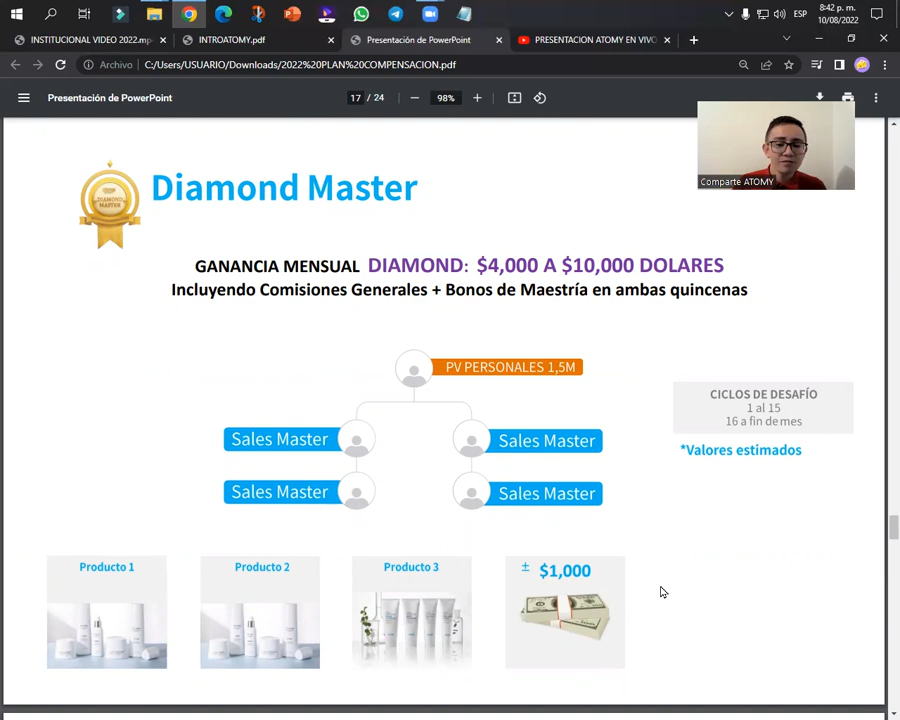 8:42 p. m.
ESP
10/08/2022
INSTITUCIONAL VIDEO 2022.mp
INTROATOMY.pdf
Presentación de PowerPoint
PRESENTACION ATOMY EN VIVO
Archivo
C:/Users/USUARIO/Downloads/2022%20PLAN%20COMPENSACION.pdf
Presentación de PowerPoint
17 / 24
98%
Comparte ATOMY
TOP
DIAMOND
MASTER
Diamond Master
GANANCIA MENSUAL DIAMOND: $4,000 A $10,000 DOLARES
Incluyendo Comisiones Generales + Bonos de Maestría en ambas quincenas
PV PERSONALES 1,5M
CICLOS DE DESAFÍO
1 al 15
16 a fin de mes
*Valores estimados
Sales Master
Sales Master
Sales Master
Sales Master
Producto 1
Producto 2
Producto 3
± $1,000